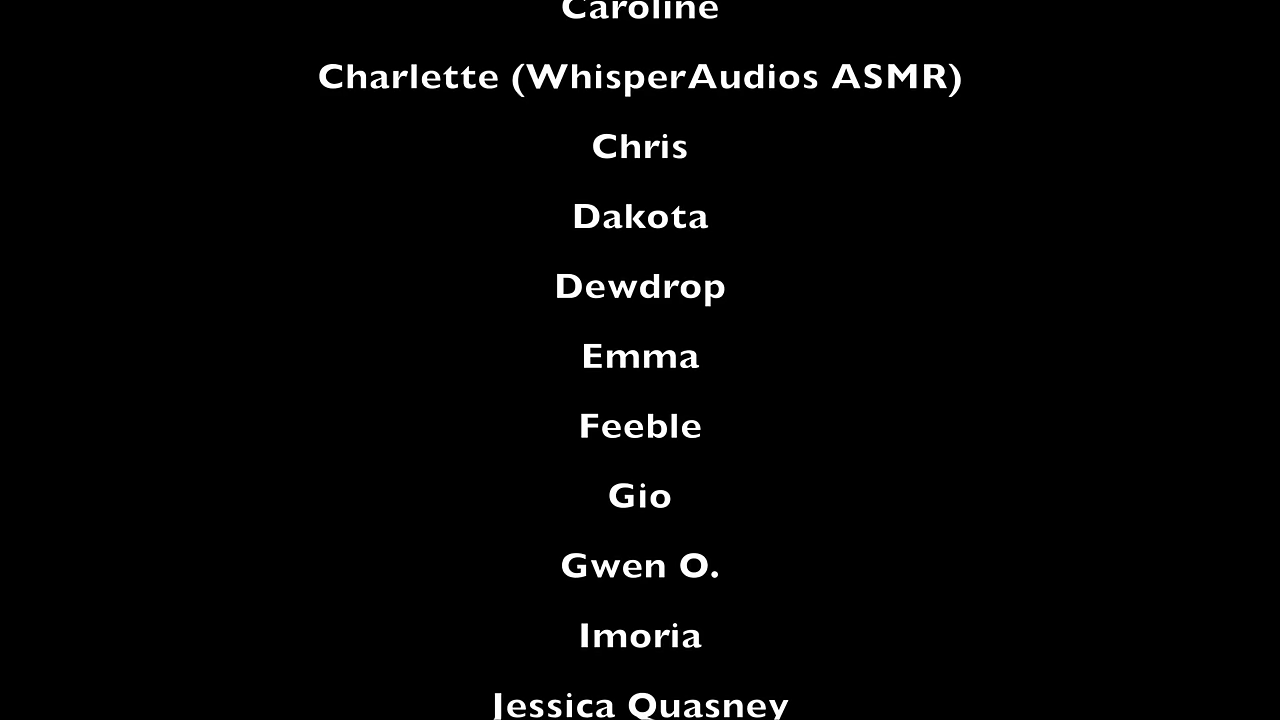 Caroline
Charlette (WhisperAudios ASMR)
Chris
Dakota
Dewdrop
Emma
Feeble
Gio
Gwen O.
Imoria
Jessica Quasney